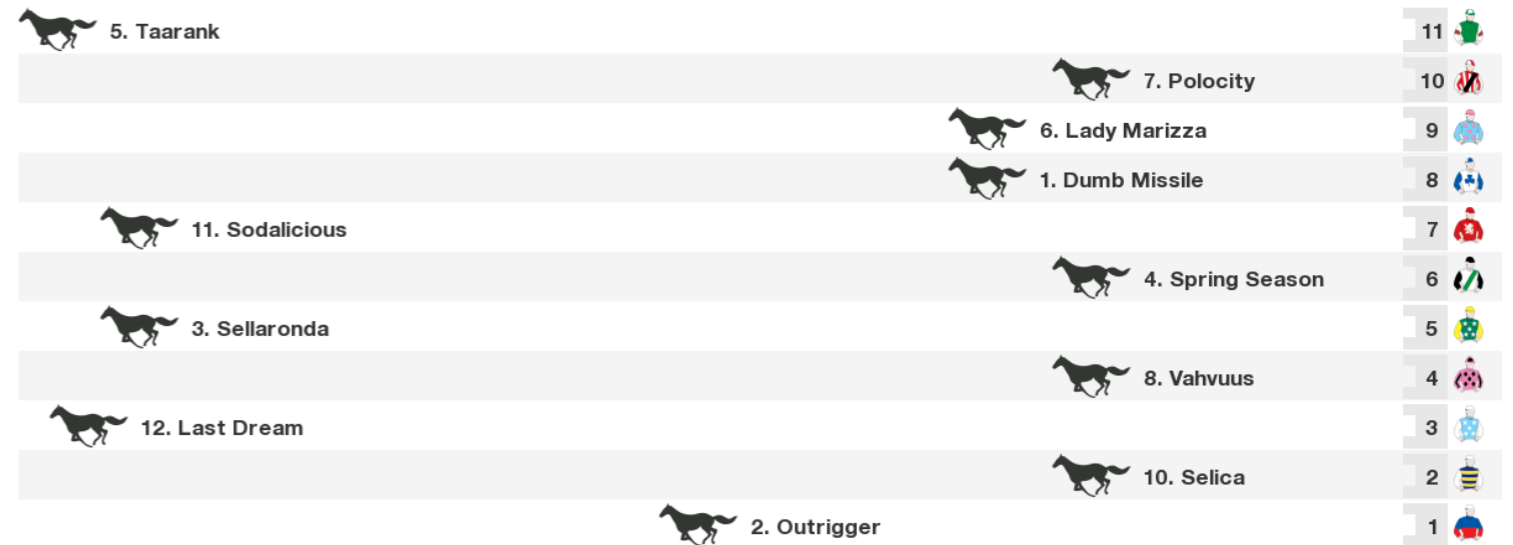 5. Taarank 11
7. Polocity 10
6. Lady Marizza 9
1. Dumb Missile 8
11. Sodalicious 7
4. Spring Season 6
3. Sellaronda 5
8. Vahvuus 4
12. Last Dream 3
10. Selica 2
2. Outrigger 1